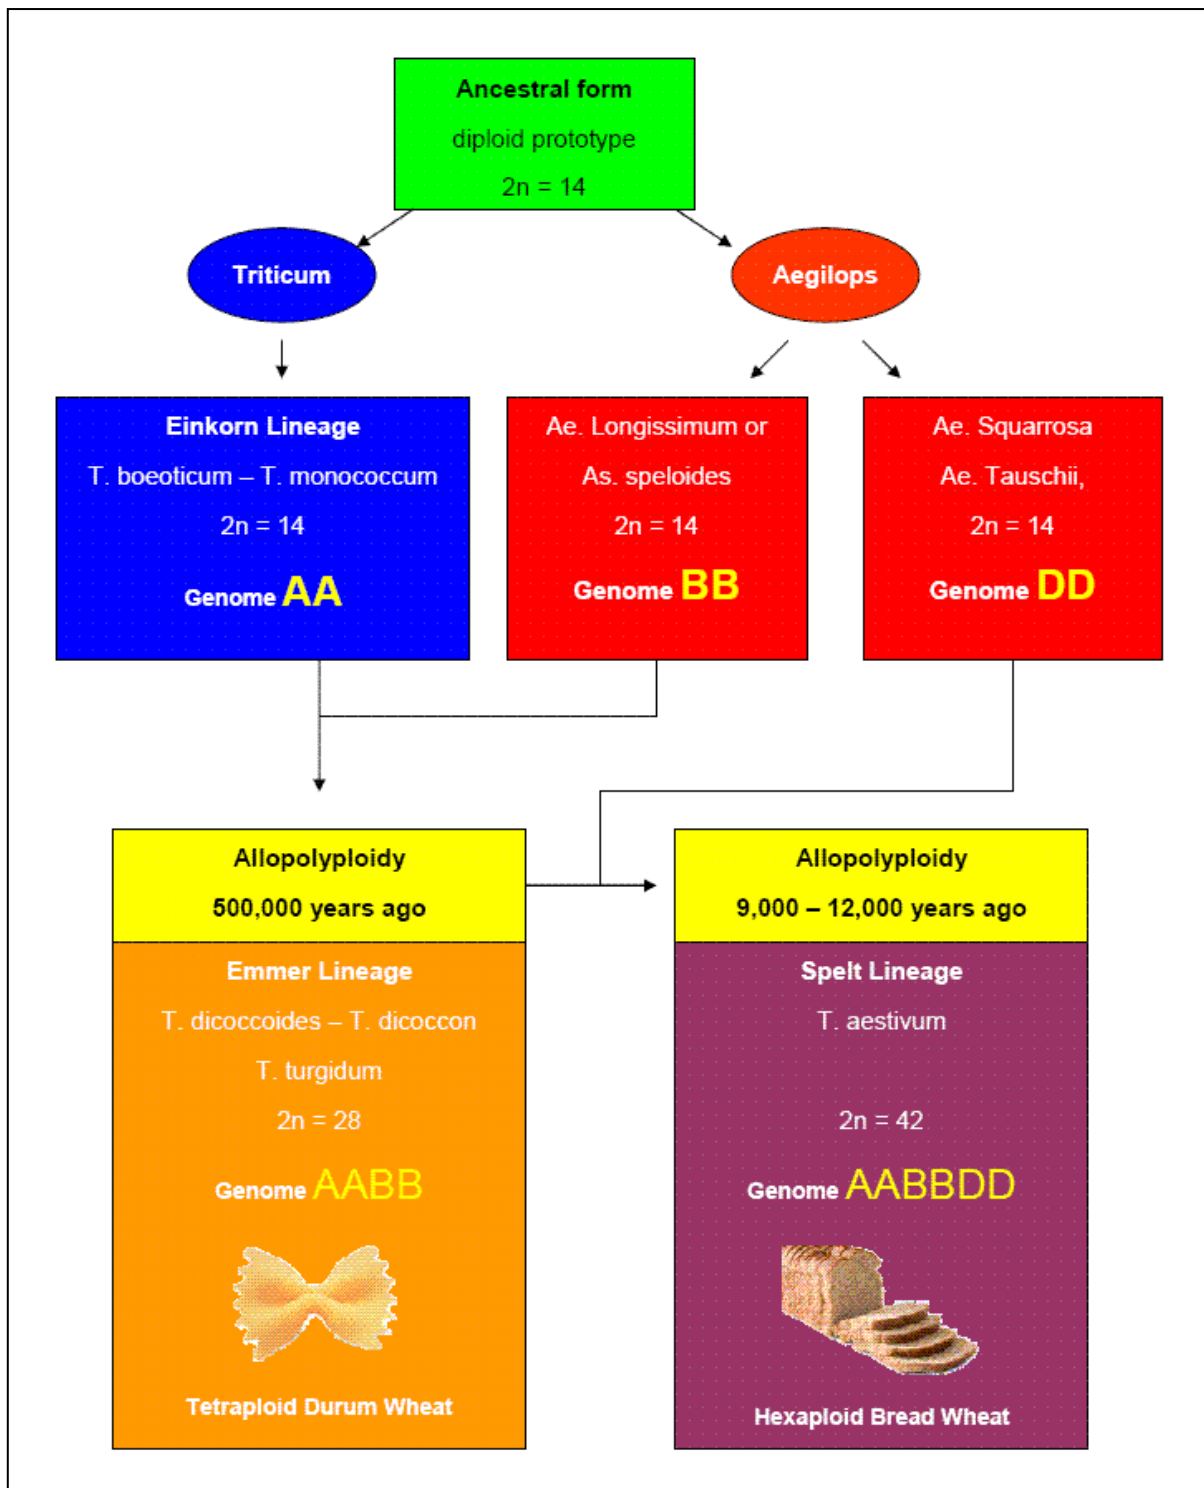 Ancestral form
diploid prototype
2n = 14
Triticum
Aegilops
Einkorn Lineage
T. boeoticum – T. monococcum
2n = 14
Genome AA
Ae. Longissimum or
As. speloides
2n = 14
Genome BB
Ae. Squarrosa
Ae. Tauschii,
2n = 14
Genome DD
Allopolyploidy
500,000 years ago
Emmer Lineage
T. dicoccoides – T. dicoccon
T. turgidum
2n = 28
Genome AABB
Tetraploid Durum Wheat
Allopolyploidy
9,000 – 12,000 years ago
Spelt Lineage
T. aestivum
2n = 42
Genome AABBDD
Hexaploid Bread Wheat